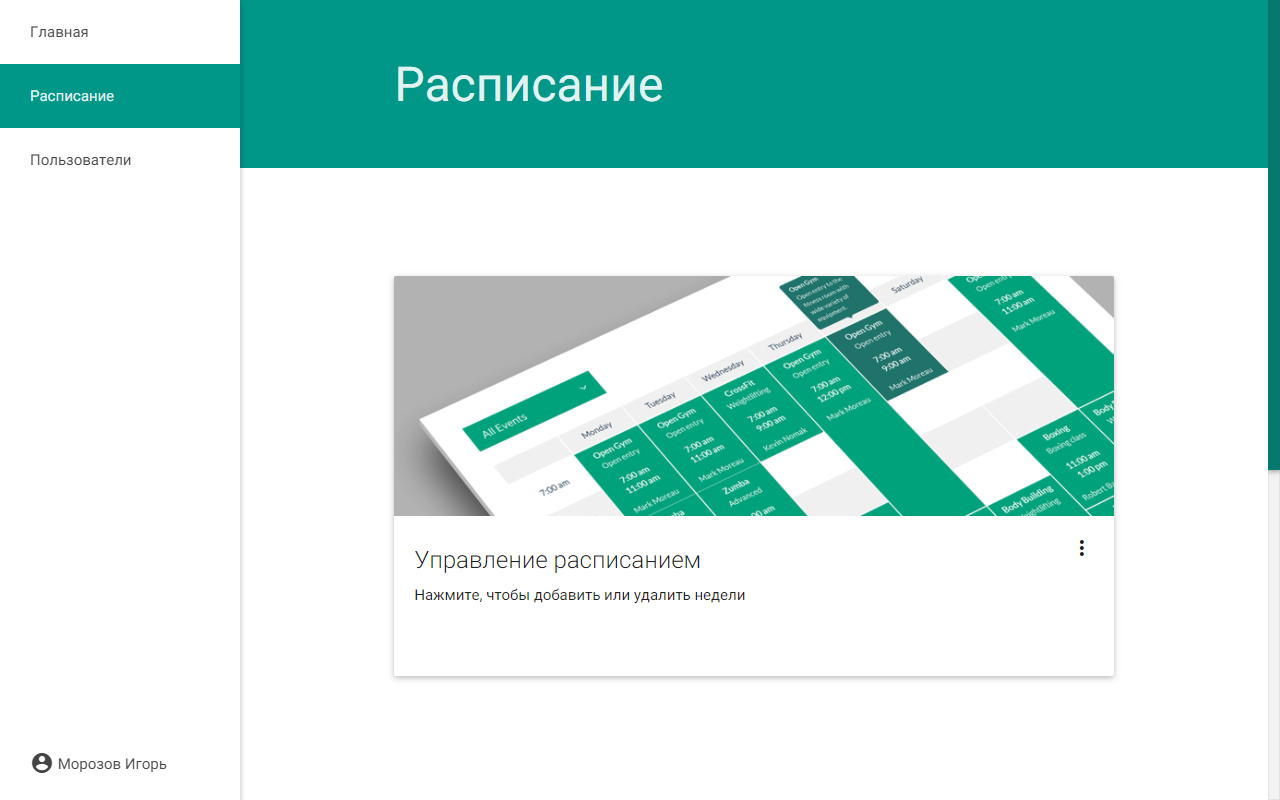 Главная
Расписание
Пользователи
Морозов Игорь
Расписание
Open Gym
Open entry to the
fitness room with
wide variety of
equipment.
Saturday
Open entry
7:00 am
11:00 am
Mark Moreau
Thursday
Open Gym
Open entry
7:00 am
9:00 am
Mark Moreau
Wednesday
Open Gym
Open entry
7:00 am
12:00 pm
Mark Moreau
Tuesday
CrossFit
Weightlifting
7:00 am
9:00 am
Kevin Nomak
All Events
Monday
Open Gym
Open entry
7:00 am
11:00 am
Mark Moreau
Open Gym
Open entry
7:00 am
11:00 am
Mark Moreau
7:00 am
Zumba
Advanced
Boxing
Boxing class
11:00 am
1:00 pm
Body Building
Управление расписанием
Нажмите, чтобы добавить или удалить недели